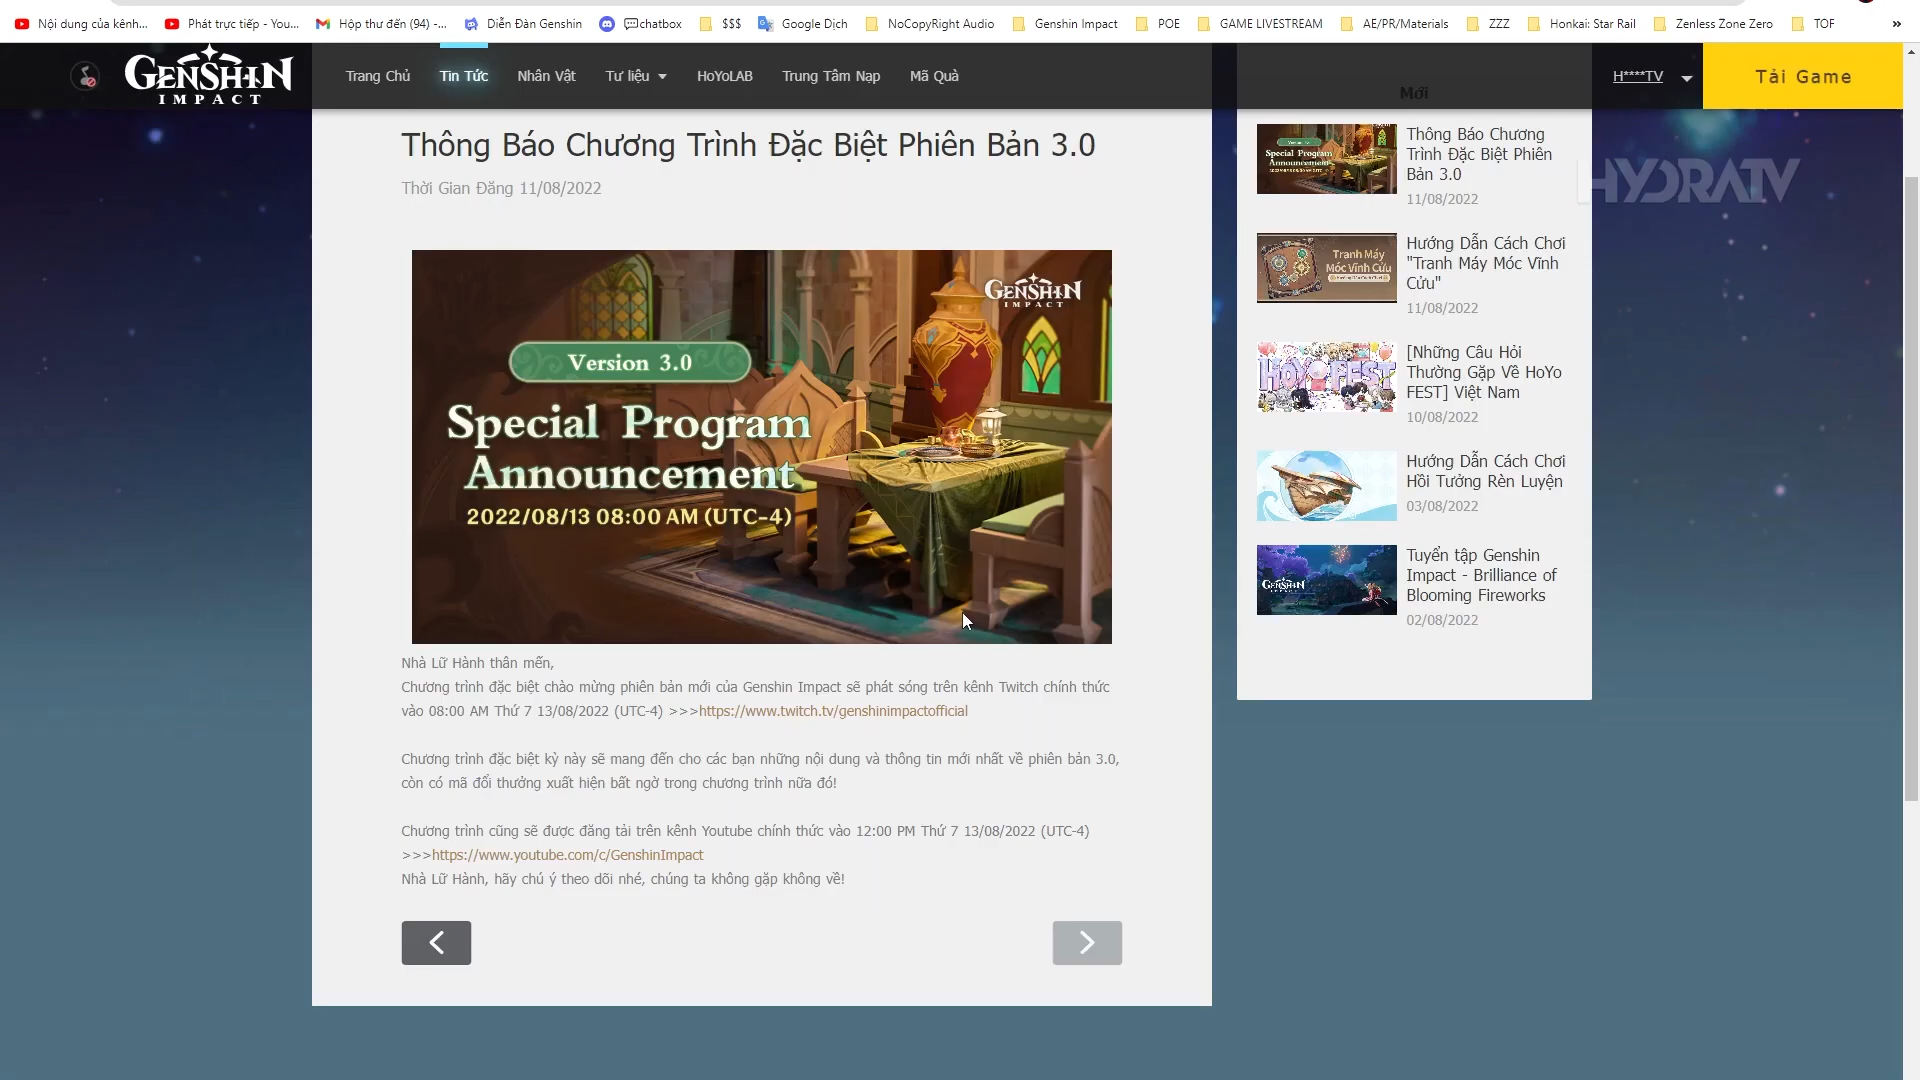 Nội dung của kênh...
Phát trực tiếp - You...
Hộp thư đến (94) -...
Diễn Đàn Genshin
chatbox
$$$
Google Dịch
NoCopyRight Audio
Genshin Impact
POE
GAME LIVESTREAM
AE/PR/Materials
ZZZ
Honkai: Star Rail
Zenless Zone Zero
TOF
»
GENSHIN
IMPACT
Trang Chủ
Tin Tức
Nhân Vật
Tư liệu
HoYoLAB
Trung Tâm Nạp
Mã Quà
H****TV
Tải Game
Thông Báo Chương Trình Đặc Biệt Phiên Bản 3.0
Thời Gian Đăng 11/08/2022
GENSHIN
IMPACT
Version 3.0
Special Program
Announcement
2022/08/13 08:00 AM (UTC-4)
Nhà Lữ Hành thân mến,
Chương trình đặc biệt chào mừng phiên bản mới của Genshin Impact sẽ phát sóng trên kênh Twitch chính thức
vào 08:00 AM Thứ 7 13/08/2022 (UTC-4) >>>https://www.twitch.tv/genshinimpactofficial
Chương trình đặc biệt kỳ này sẽ mang đến cho các bạn những nội dung và thông tin mới nhất về phiên bản 3.0,
còn có mã đổi thưởng xuất hiện bất ngờ trong chương trình nữa đó!
Chương trình cũng sẽ được đăng tải trên kênh Youtube chính thức vào 12:00 PM Thứ 7 13/08/2022 (UTC-4)
>>>https://www.youtube.com/c/GenshinImpact
Nhà Lữ Hành, hãy chú ý theo dõi nhé, chúng ta không gặp không về!
Mới
Special Program
Announcement
Thông Báo Chương
Trình Đặc Biệt Phiên
Bản 3.0
11/08/2022
HYDRATV
Tranh Máy
Móc Vĩnh Cửu
Hướng Dẫn Cách Chơi
"Tranh Máy Móc Vĩnh
Cửu"
11/08/2022
HOYO FEST
[Những Câu Hỏi
Thường Gặp Về HoYo
FEST] Việt Nam
10/08/2022
Hướng Dẫn Cách Chơi
Hồi Tưởng Rèn Luyện
03/08/2022
GENSHIN
Tuyển tập Genshin
Impact - Brilliance of
Blooming Fireworks
02/08/2022